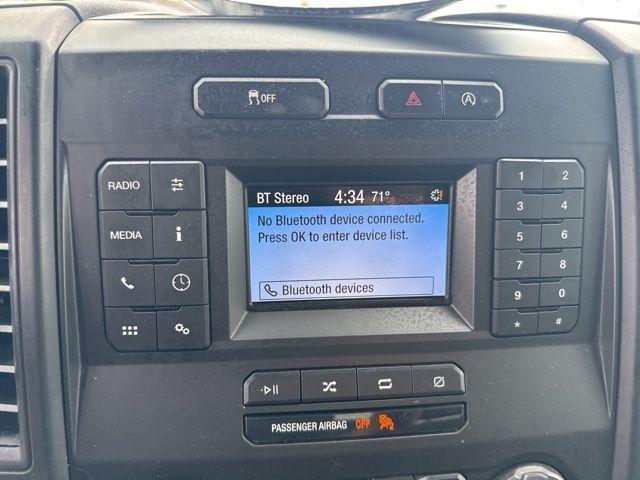 OFF
A
RADIO
MEDIA
i
BT Stereo 4:34 71°
No Bluetooth device connected.
Press OK to enter device list.
Bluetooth devices
1 2
3 4
5 6
7 8
9 0
* #
PASSENGER AIRBAG OFF